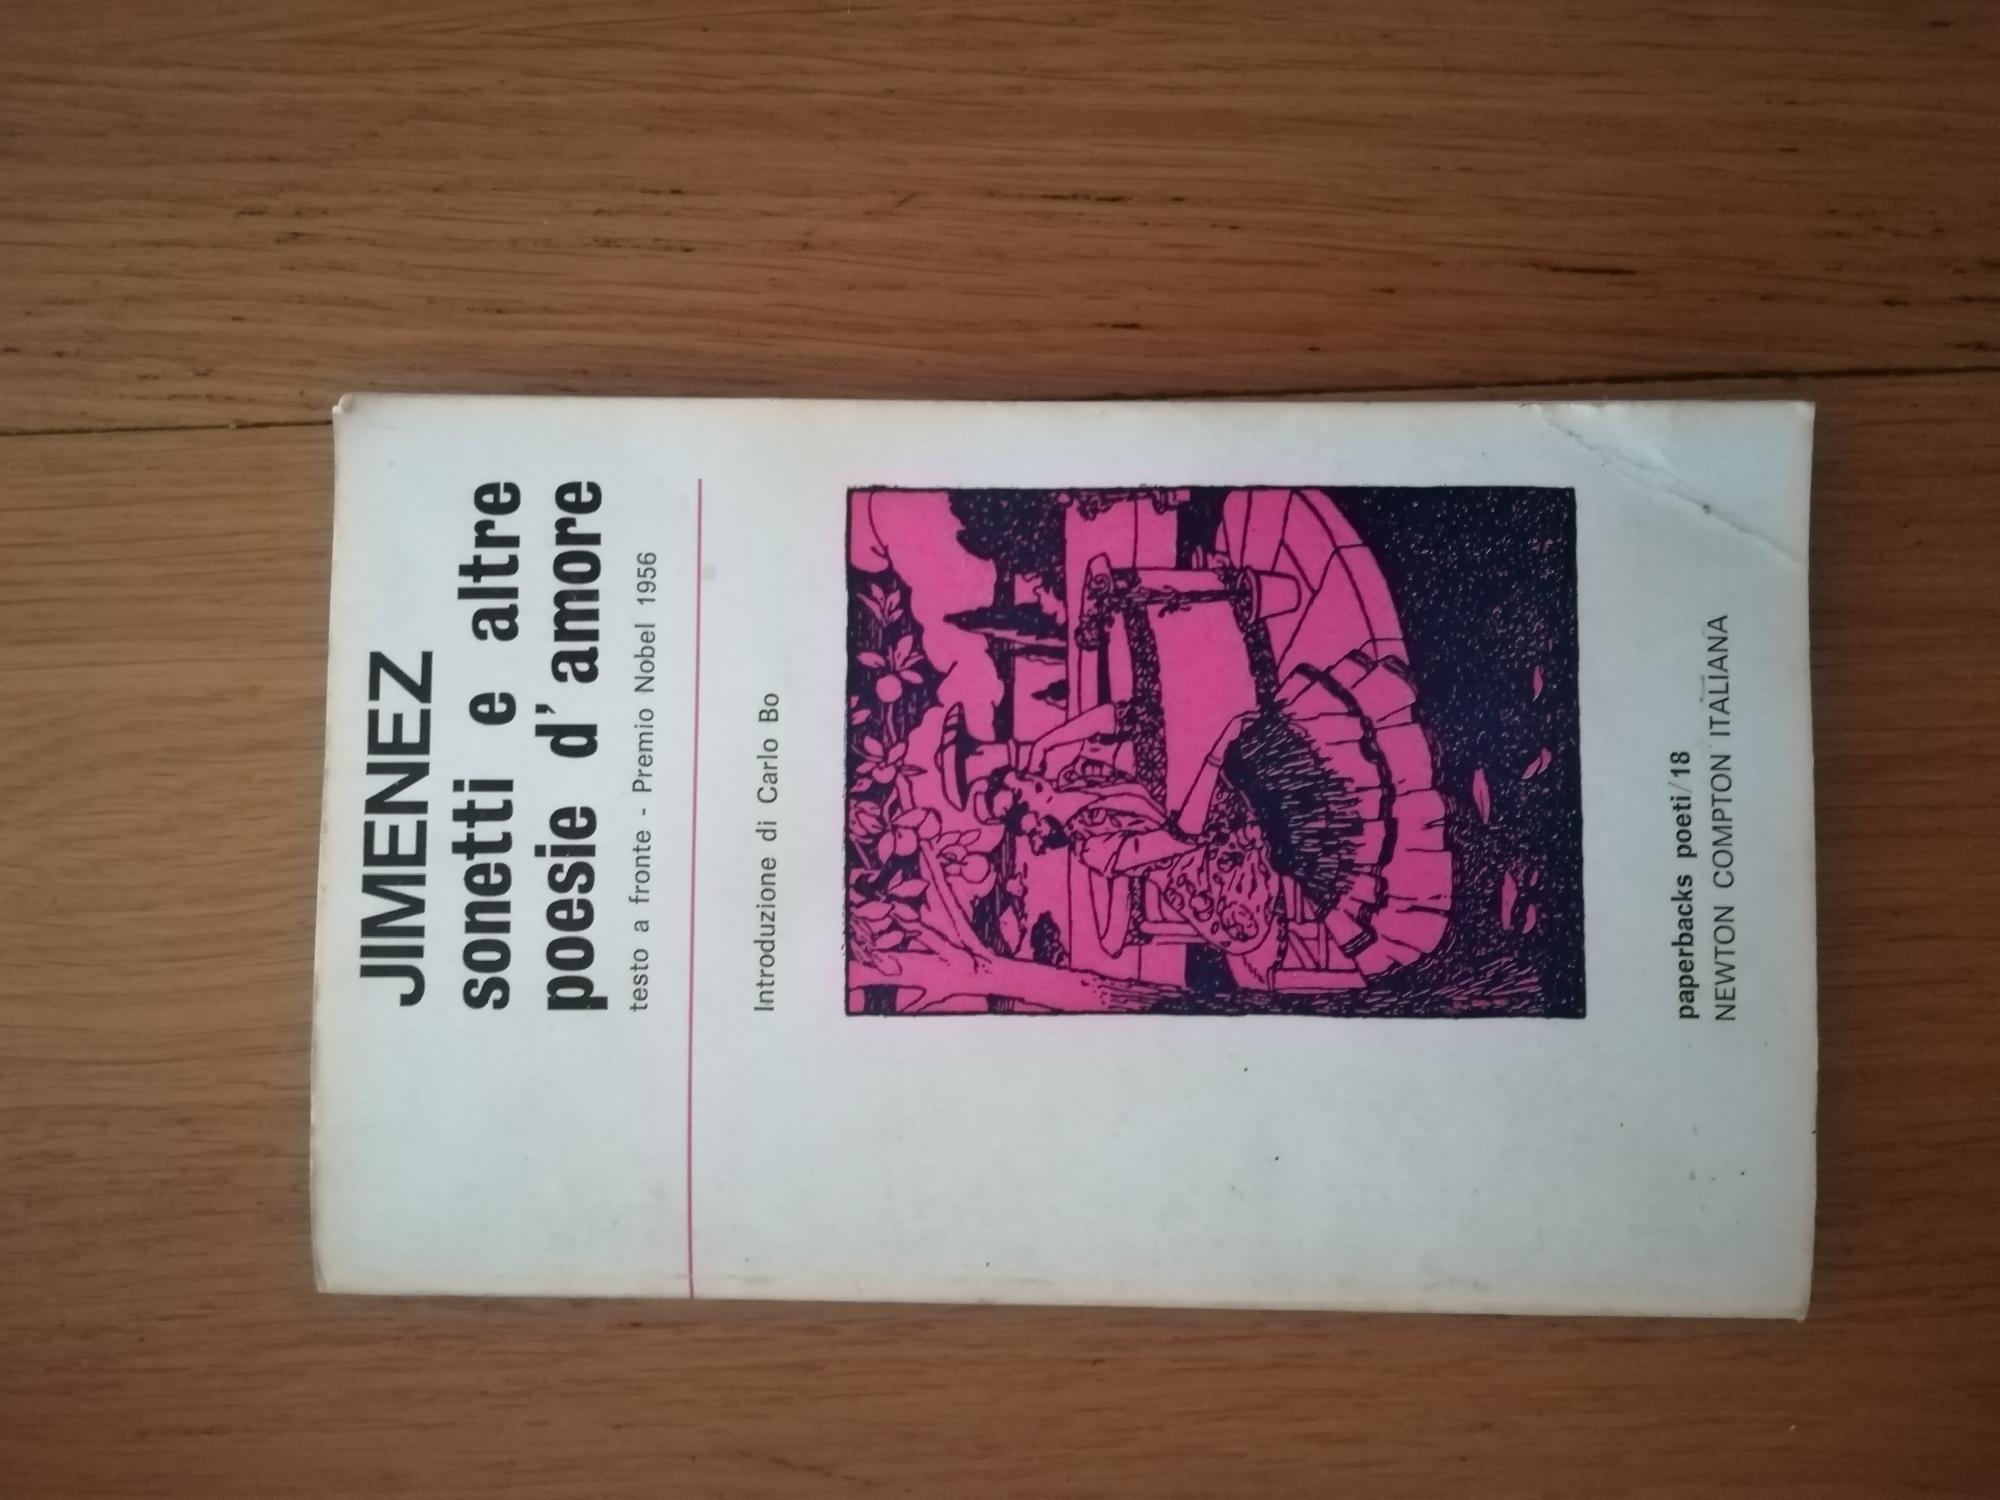 JIMENEZ
sonetti e altre
poesie d'amore
testo a fronte - Premio Nobel 1956
Introduzione di Carlo Bo
paperbacks poeti/18
NEWTON COMPTON ITALIANA